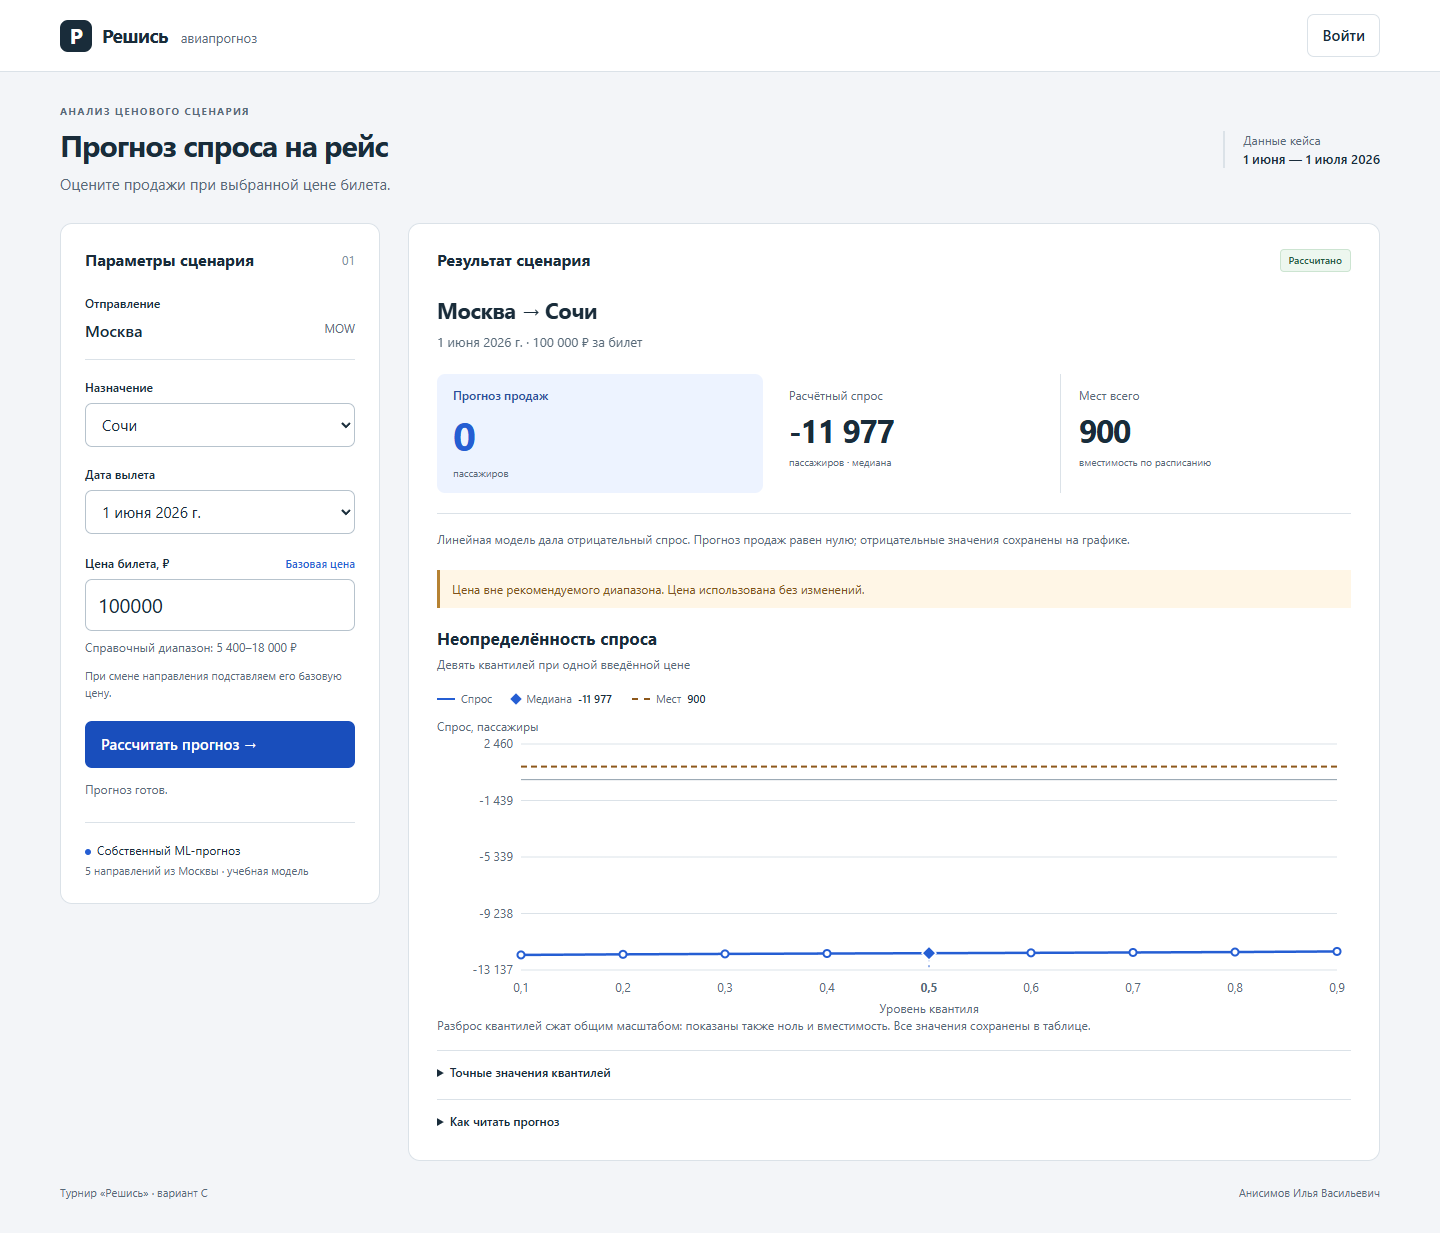 Р Решись авиапрогноз
Войти
АНАЛИЗ ЦЕНОВОГО СЦЕНАРИЯ
Прогноз спроса на рейс
Оцените продажи при выбранной цене билета.
Данные кейса
1 июня — 1 июля 2026
Параметры сценария 01
Отправление
Москва MOW
Назначение
Сочи
Дата вылета
1 июня 2026 г.
Цена билета, ₽ Базовая цена
100000
Справочный диапазон: 5 400–18 000 ₽
При смене направления подставляем его базовую
цену.
Рассчитать прогноз →
Прогноз готов.
Собственный ML-прогноз
5 направлений из Москвы · учебная модель
Результат сценария Рассчитано
Москва → Сочи
1 июня 2026 г. · 100 000 ₽ за билет
Прогноз продаж
0
пассажиров
Расчётный спрос
-11 977
пассажиров · медиана
Мест всего
900
вместимость по расписанию
Линейная модель дала отрицательный спрос. Прогноз продаж равен нулю; отрицательные значения сохранены на графике.
Цена вне рекомендуемого диапазона. Цена использована без изменений.
Неопределённость спроса
Девять квантилей при одной введённой цене
Спрос Медиана -11 977 Мест 900
Спрос, пассажиры
2 460
-1 439
-5 339
-9 238
-13 137
0,1 0,2 0,3 0,4 0,5 0,6 0,7 0,8 0,9
Уровень квантиля
Разброс квантилей сжат общим масштабом: показаны также ноль и вместимость. Все значения сохранены в таблице.
Точные значения квантилей
Как читать прогноз
Турнир «Решись» · вариант C
Анисимов Илья Васильевич